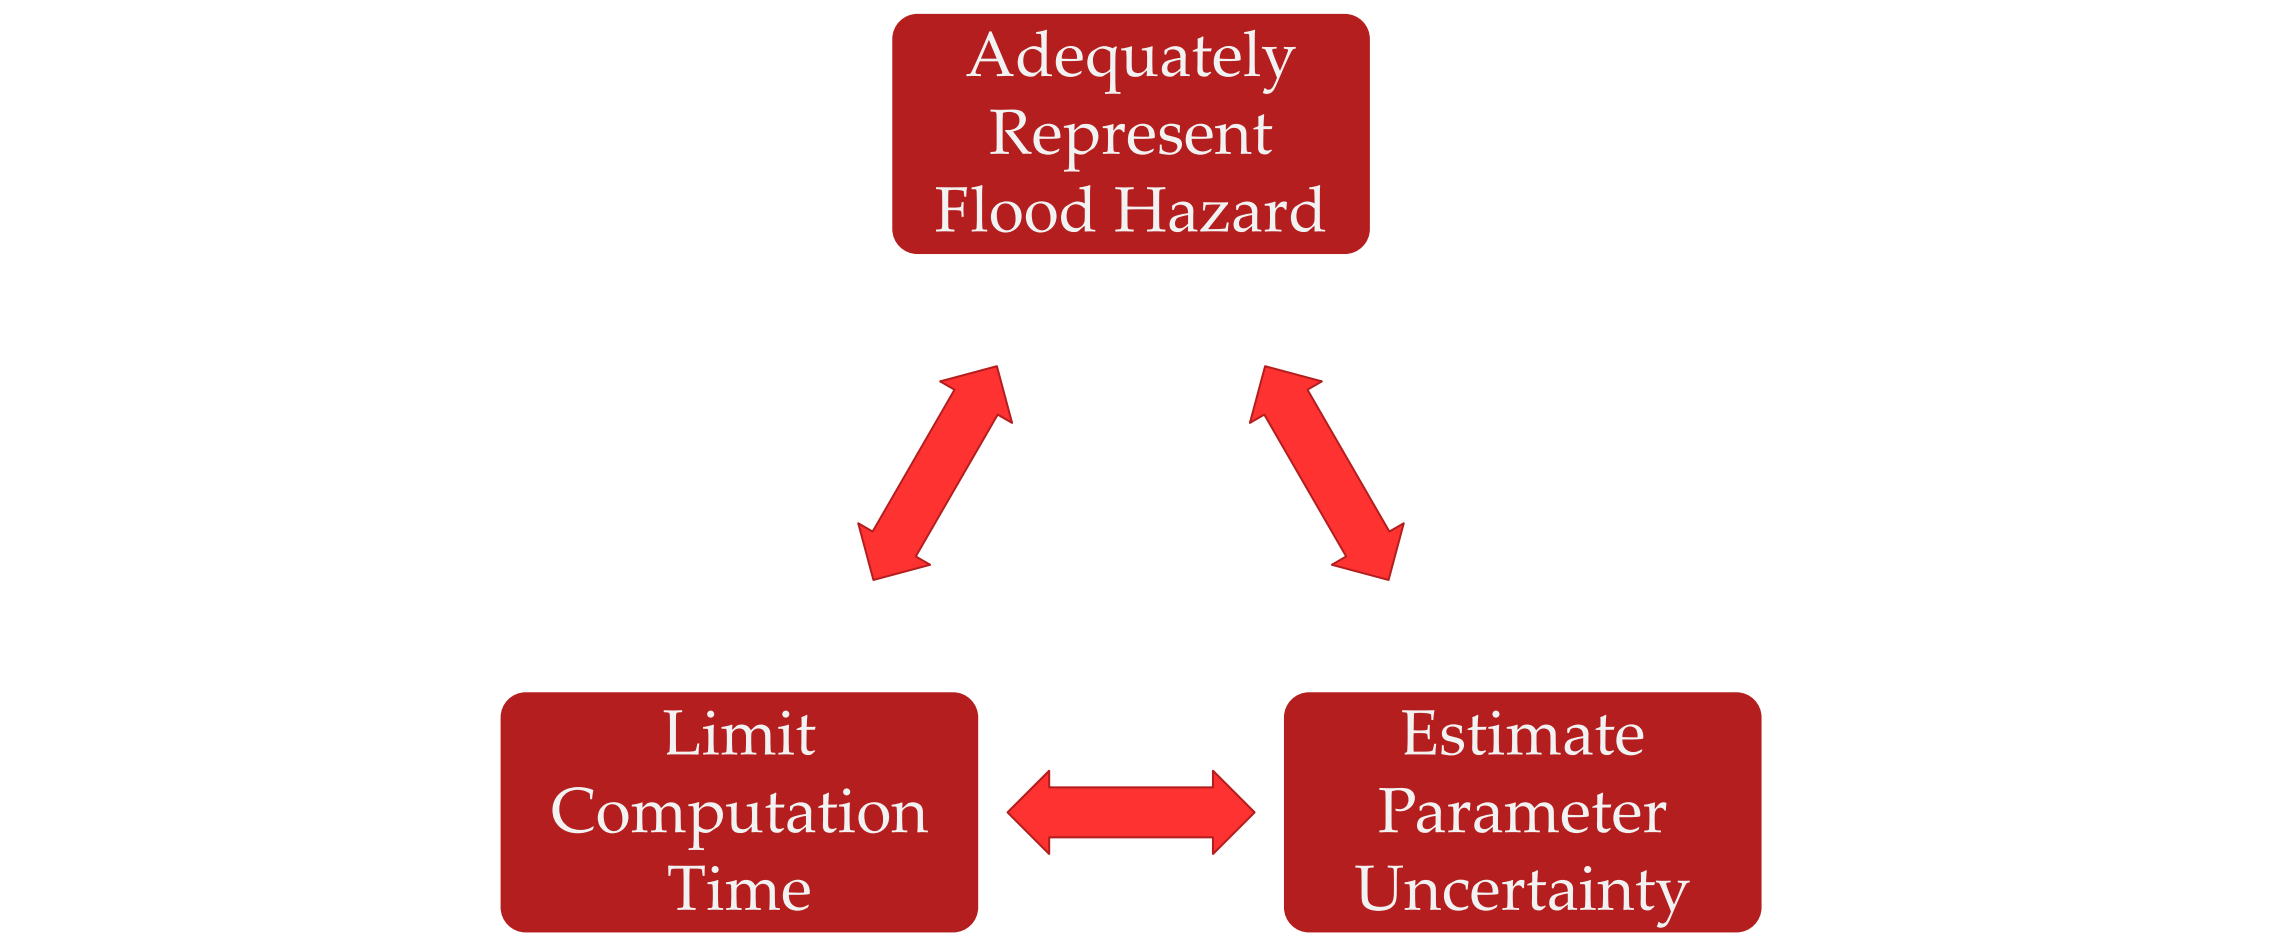 Adequately
Represent
Flood Hazard
Limit
Computation
Time
Estimate
Parameter
Uncertainty